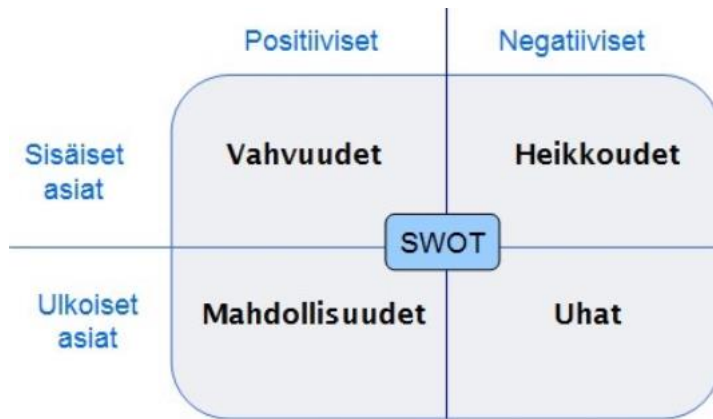 Positiiviset Negatiiviset
Sisäiset
asiat
Vahvuudet Heikkoudet
SWOT
Ulkoiset
asiat
Mahdollisuudet Uhat